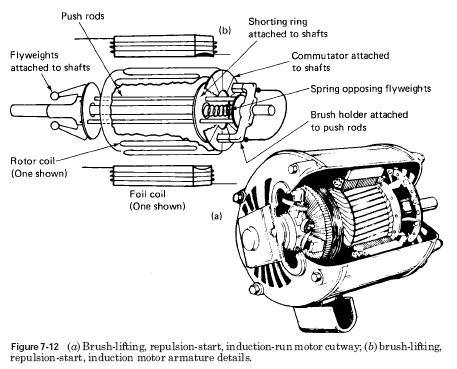 Push rods
(b)
Shorting ring
attached to shafts
Flyweights
attached to shafts
Commutator attached
to shafts
Spring opposing flyweights
Brush holder attached
to push rods
Rotor coil
(One shown)
Foil coil
(One shown)
(a)
Figure 7-12 (a) Brush-lifting, repulsion-start, induction-run motor cutway; (b) brush-lifting,
repulsion-start, induction motor armature details.